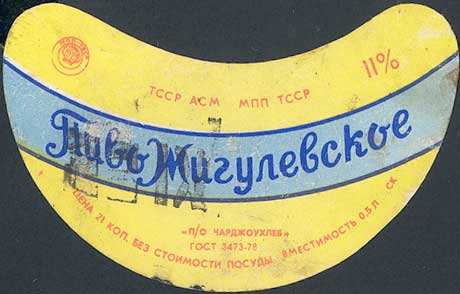 11%
ТССР АСМ МПП ТССР
Пиво Жигулевское
ЦЕНА 21 КОП. БЕЗ СТОИМОСТИ ПОСУДЫ. ВМЕСТИМОСТЬ 0,5 Л СК
«П/О ЧАРДЖОУХЛЕБ»
ГОСТ 3473-78